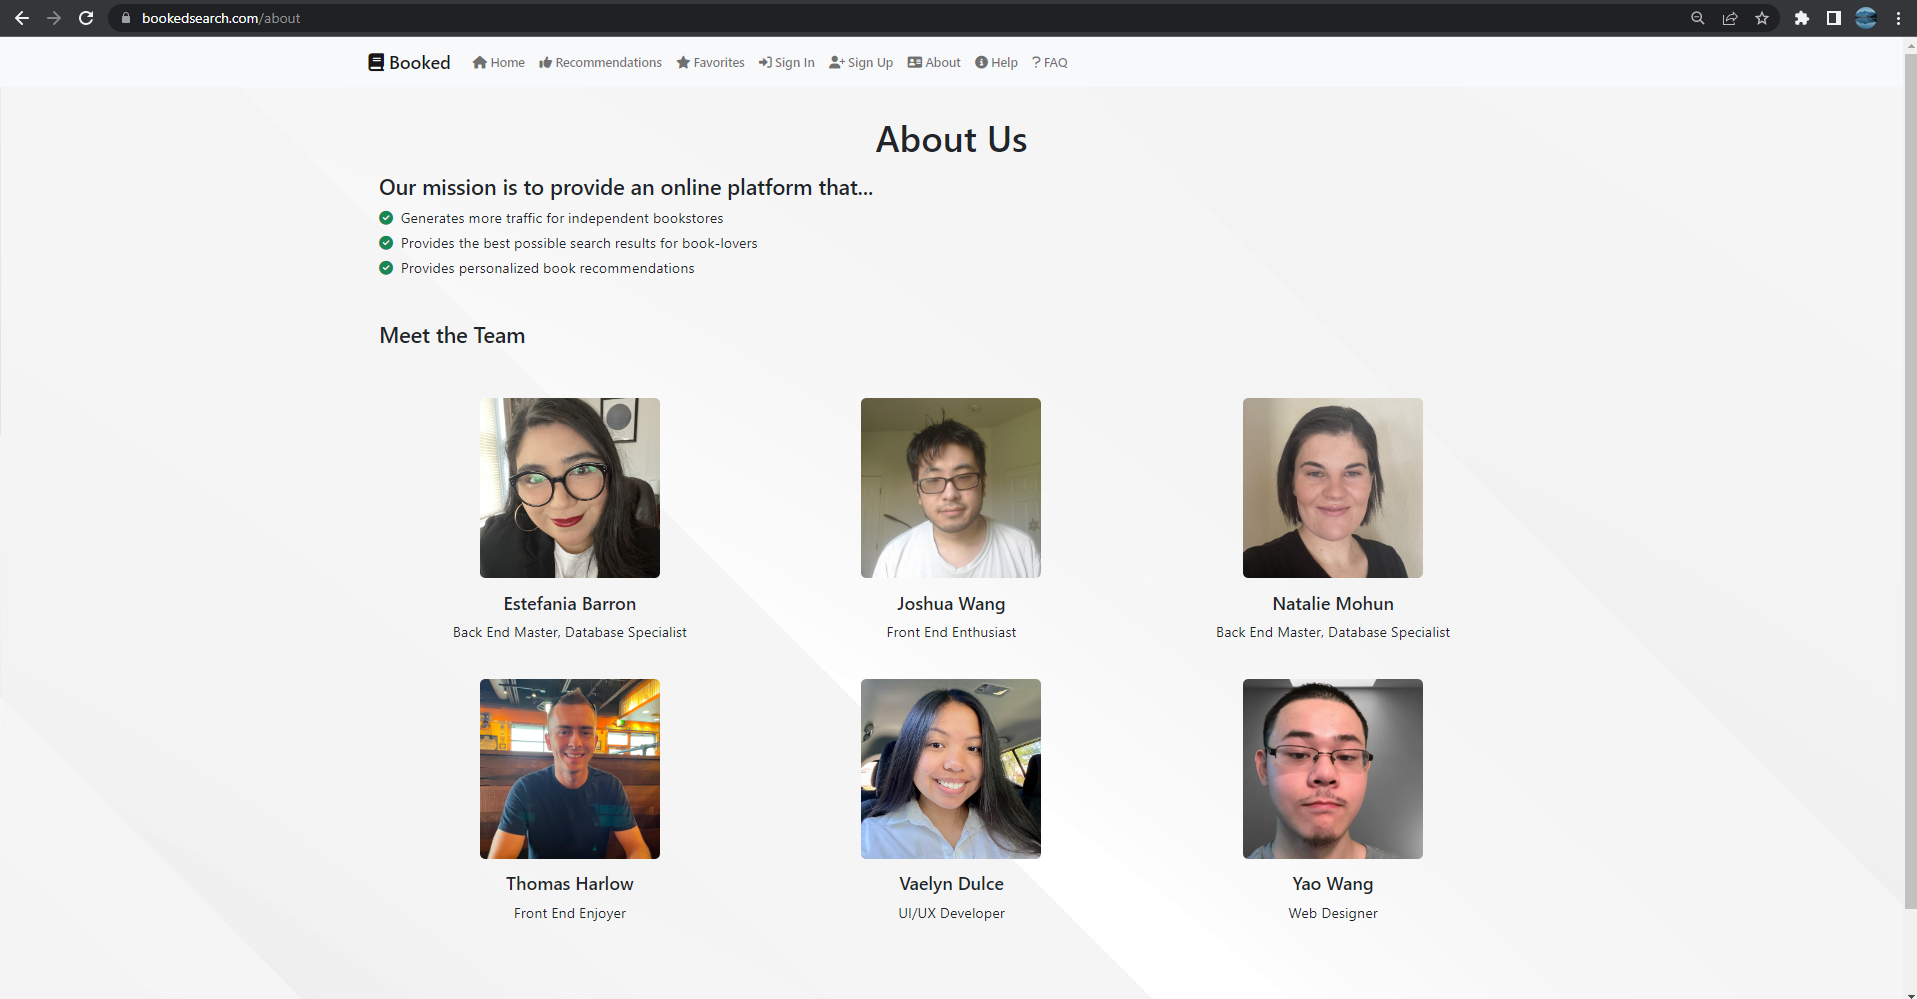 bookedsearch.com/about
Booked Home Recommendations Favorites Sign In Sign Up About Help ? FAQ
About Us
Our mission is to provide an online platform that...
Generates more traffic for independent bookstores
Provides the best possible search results for book-lovers
Provides personalized book recommendations
Meet the Team
Estefania Barron Joshua Wang Natalie Mohun
Back End Master, Database Specialist Front End Enthusiast Back End Master, Database Specialist
Thomas Harlow Vaelyn Dulce Yao Wang
Front End Enjoyer UI/UX Developer Web Designer